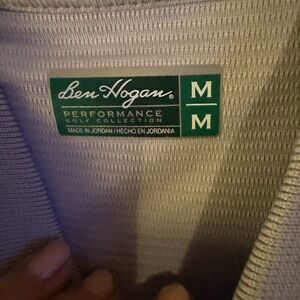 Ben Hogan®
PERFORMANCE
GOLF COLLECTION
MADE IN JORDAN/HECHO EN JORDANIA
M
M